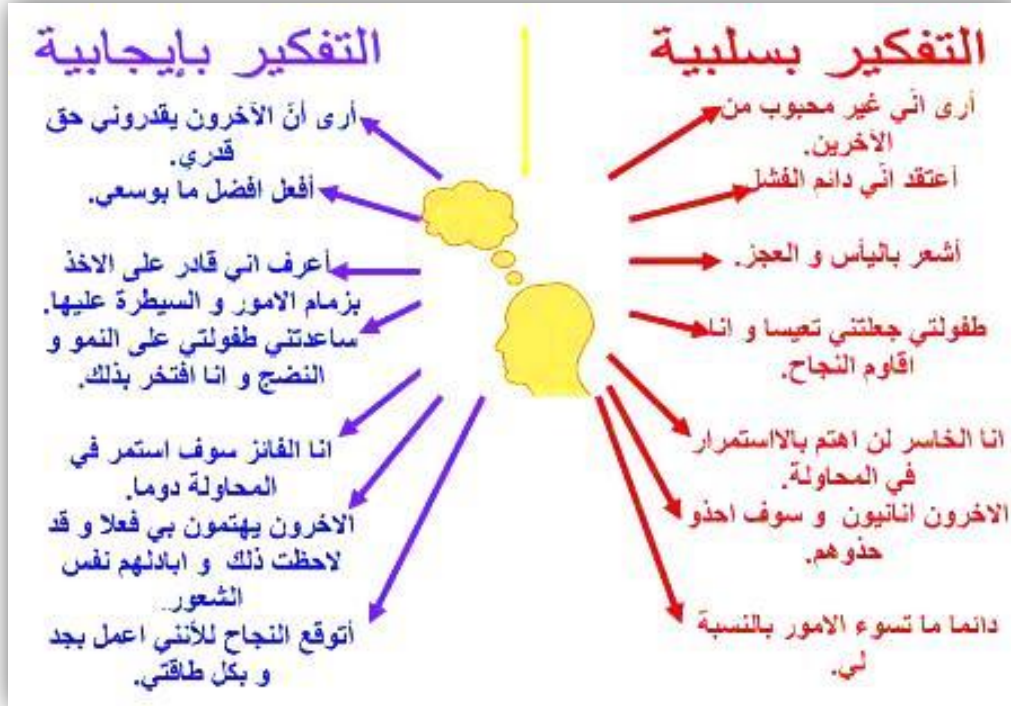 التفكير بسلبية
أرى انّي غير محبوب من
الآخرين.
أعتقد انّي دائم الفشل
أشعر باليأس و العجز.
طفولتي جعلتني تعيسا و انا
اقاوم النجاح.
انا الخاسر لن اهتم بالاستمرار
في المحاولة.
الاخرون انانيون و سوف احذو
حذوهم.
دائما ما تسوء الامور بالنسبة
لي.
التفكير بإيجابية
أرى أنّ الآخرون يقدروني حق
قدري.
أفعل افضل ما بوسعي.
أعرف اني قادر على الاخذ
بزمام الامور و السيطرة عليها.
ساعدتني طفولتي على النمو و
النضج و انا افتخر بذلك.
انا الفائز سوف استمر في
المحاولة دوما.
الاخرون يهتمون بي فعلا و قد
لاحظت ذلك و ابادلهم نفس
الشعور..
أتوقع النجاح للأنني اعمل بجد
و بكل طاقتي.